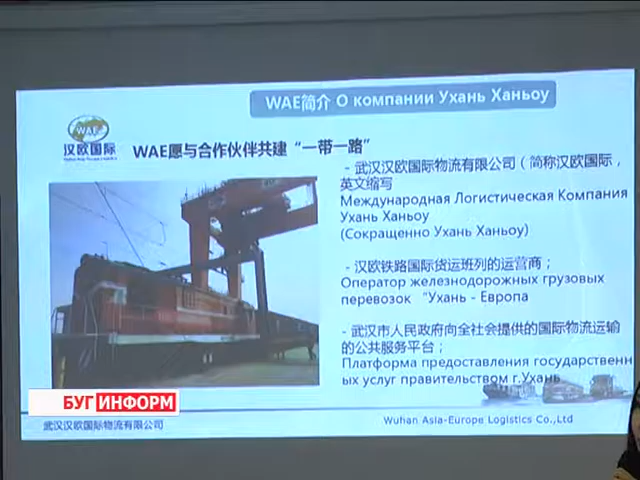 WAE简介 О компании Ухань Ханьоу
WAE
汉欧国际
WAE愿与合作伙伴共建“一带一路”
- 武汉汉欧国际物流有限公司（简称汉欧国际，
英文缩写
Международная Логистическая Компания
Ухань Ханьоу
(Сокращенно Ухань Ханьоу)
- 汉欧铁路国际货运班列的运营商；
Оператор железнодорожных грузовых
перевозок “Ухань - Европа
- 武汉市人民政府向全社会提供的国际物流运输
的公共服务平台；
Платформа предоставления государственн
ых услуг правительством г.Ухань
БУГИНФОРМ
武汉汉欧国际物流有限公司
Wuhan Asia-Europe Logistics Co.,Ltd